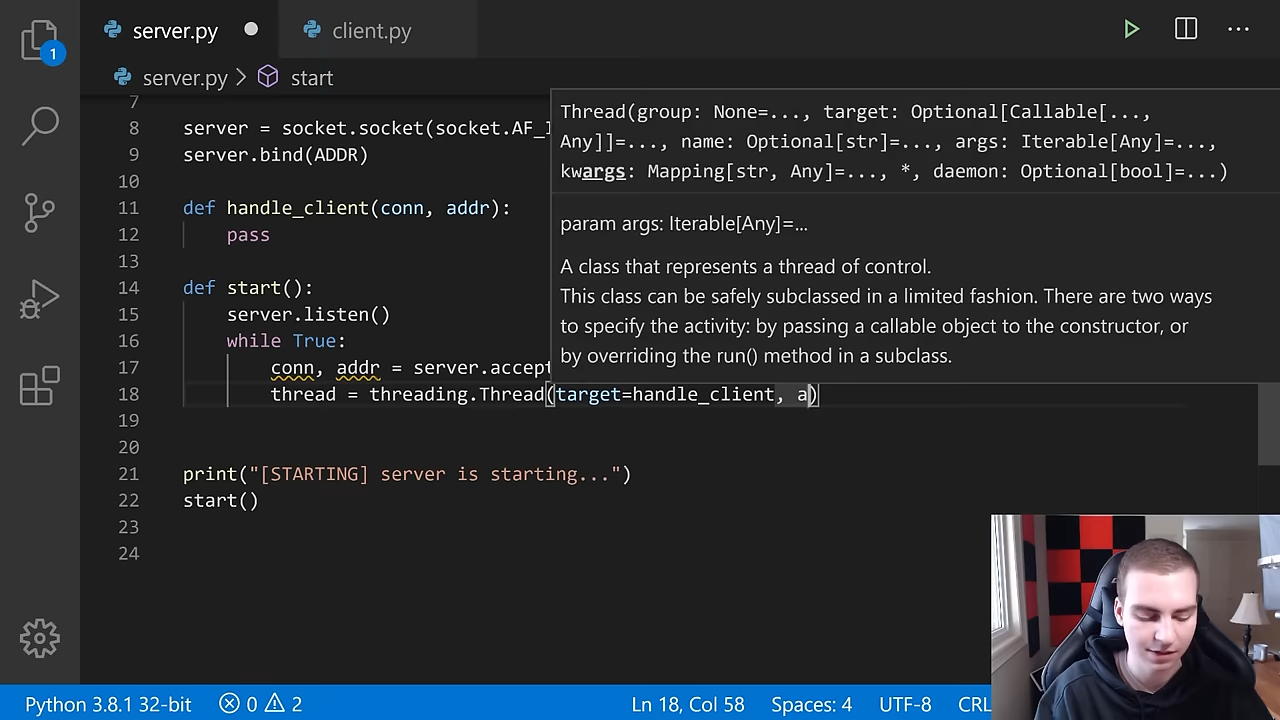 1
server.py
client.py
server.py > start
Thread(group: None=..., target: Optional[Callable[...,
Any]]=..., name: Optional[str]=..., args: Iterable[Any]=...,
kwargs: Mapping[str, Any]=..., *, daemon: Optional[bool]=...)
param args: Iterable[Any]=...
A class that represents a thread of control.
This class can be safely subclassed in a limited fashion. There are two ways
to specify the activity: by passing a callable object to the constructor, or
by overriding the run() method in a subclass.
7
8 server = socket.socket(socket.AF_
9 server.bind(ADDR)
10
11 def handle_client(conn, addr):
12 pass
13
14 def start():
15 server.listen()
16 while True:
17 conn, addr = server.accept
18 thread = threading.Thread(target=handle_client, a)
19
20
21 print("[STARTING] server is starting...")
22 start()
23
24
Python 3.8.1 32-bit
0
2
Ln 18, Col 58
Spaces: 4
UTF-8
CRL